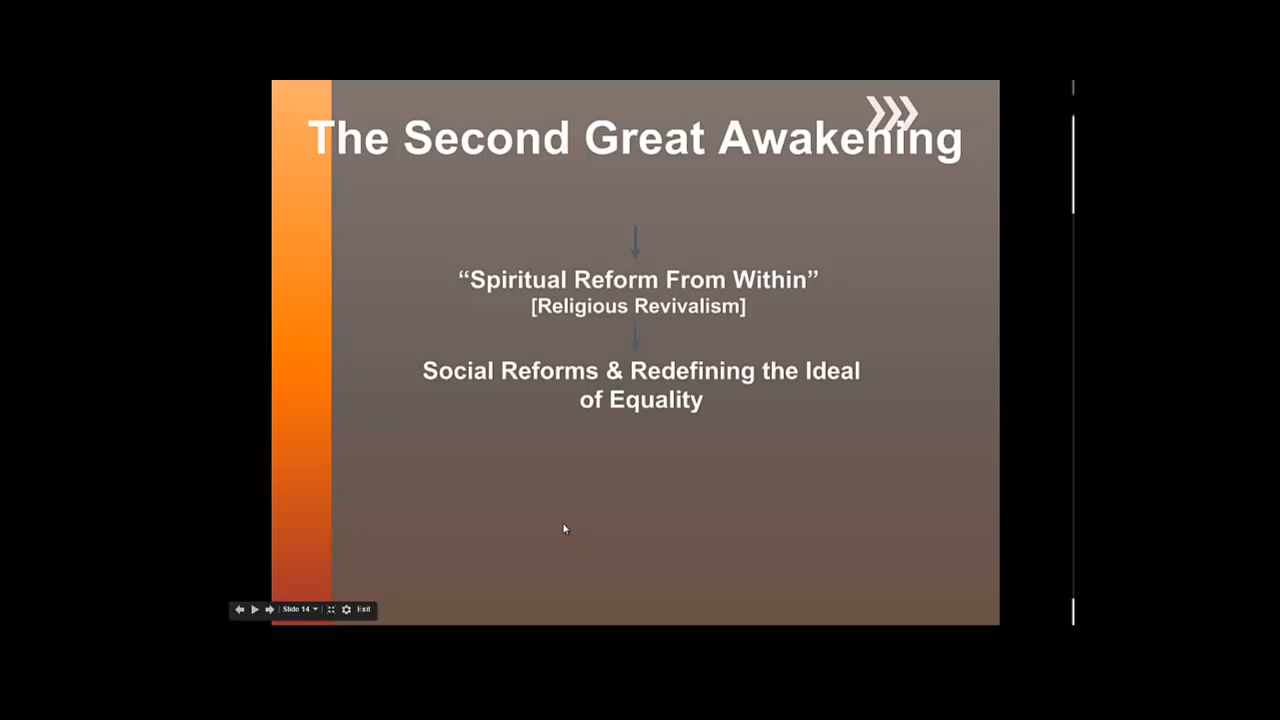 The Second Great Awakening
“Spiritual Reform From Within”
[Religious Revivalism]
Social Reforms & Redefining the Ideal
of Equality
Slide 14
Exit